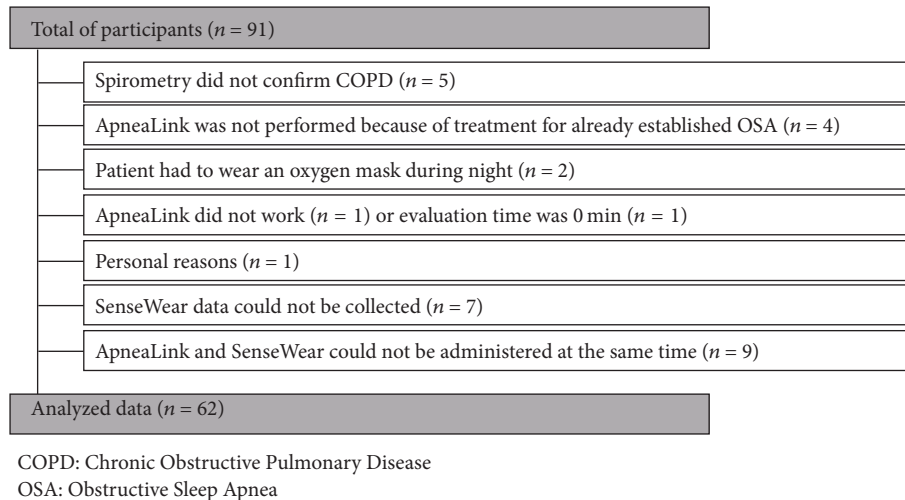 Total of participants (n = 91)
Spirometry did not confirm COPD (n = 5)
ApneaLink was not performed because of treatment for already established OSA (n = 4)
Patient had to wear an oxygen mask during night (n = 2)
ApneaLink did not work (n = 1) or evaluation time was 0 min (n = 1)
Personal reasons (n = 1)
SenseWear data could not be collected (n = 7)
ApneaLink and SenseWear could not be administered at the same time (n = 9)
Analyzed data (n = 62)
COPD: Chronic Obstructive Pulmonary Disease
OSA: Obstructive Sleep Apnea